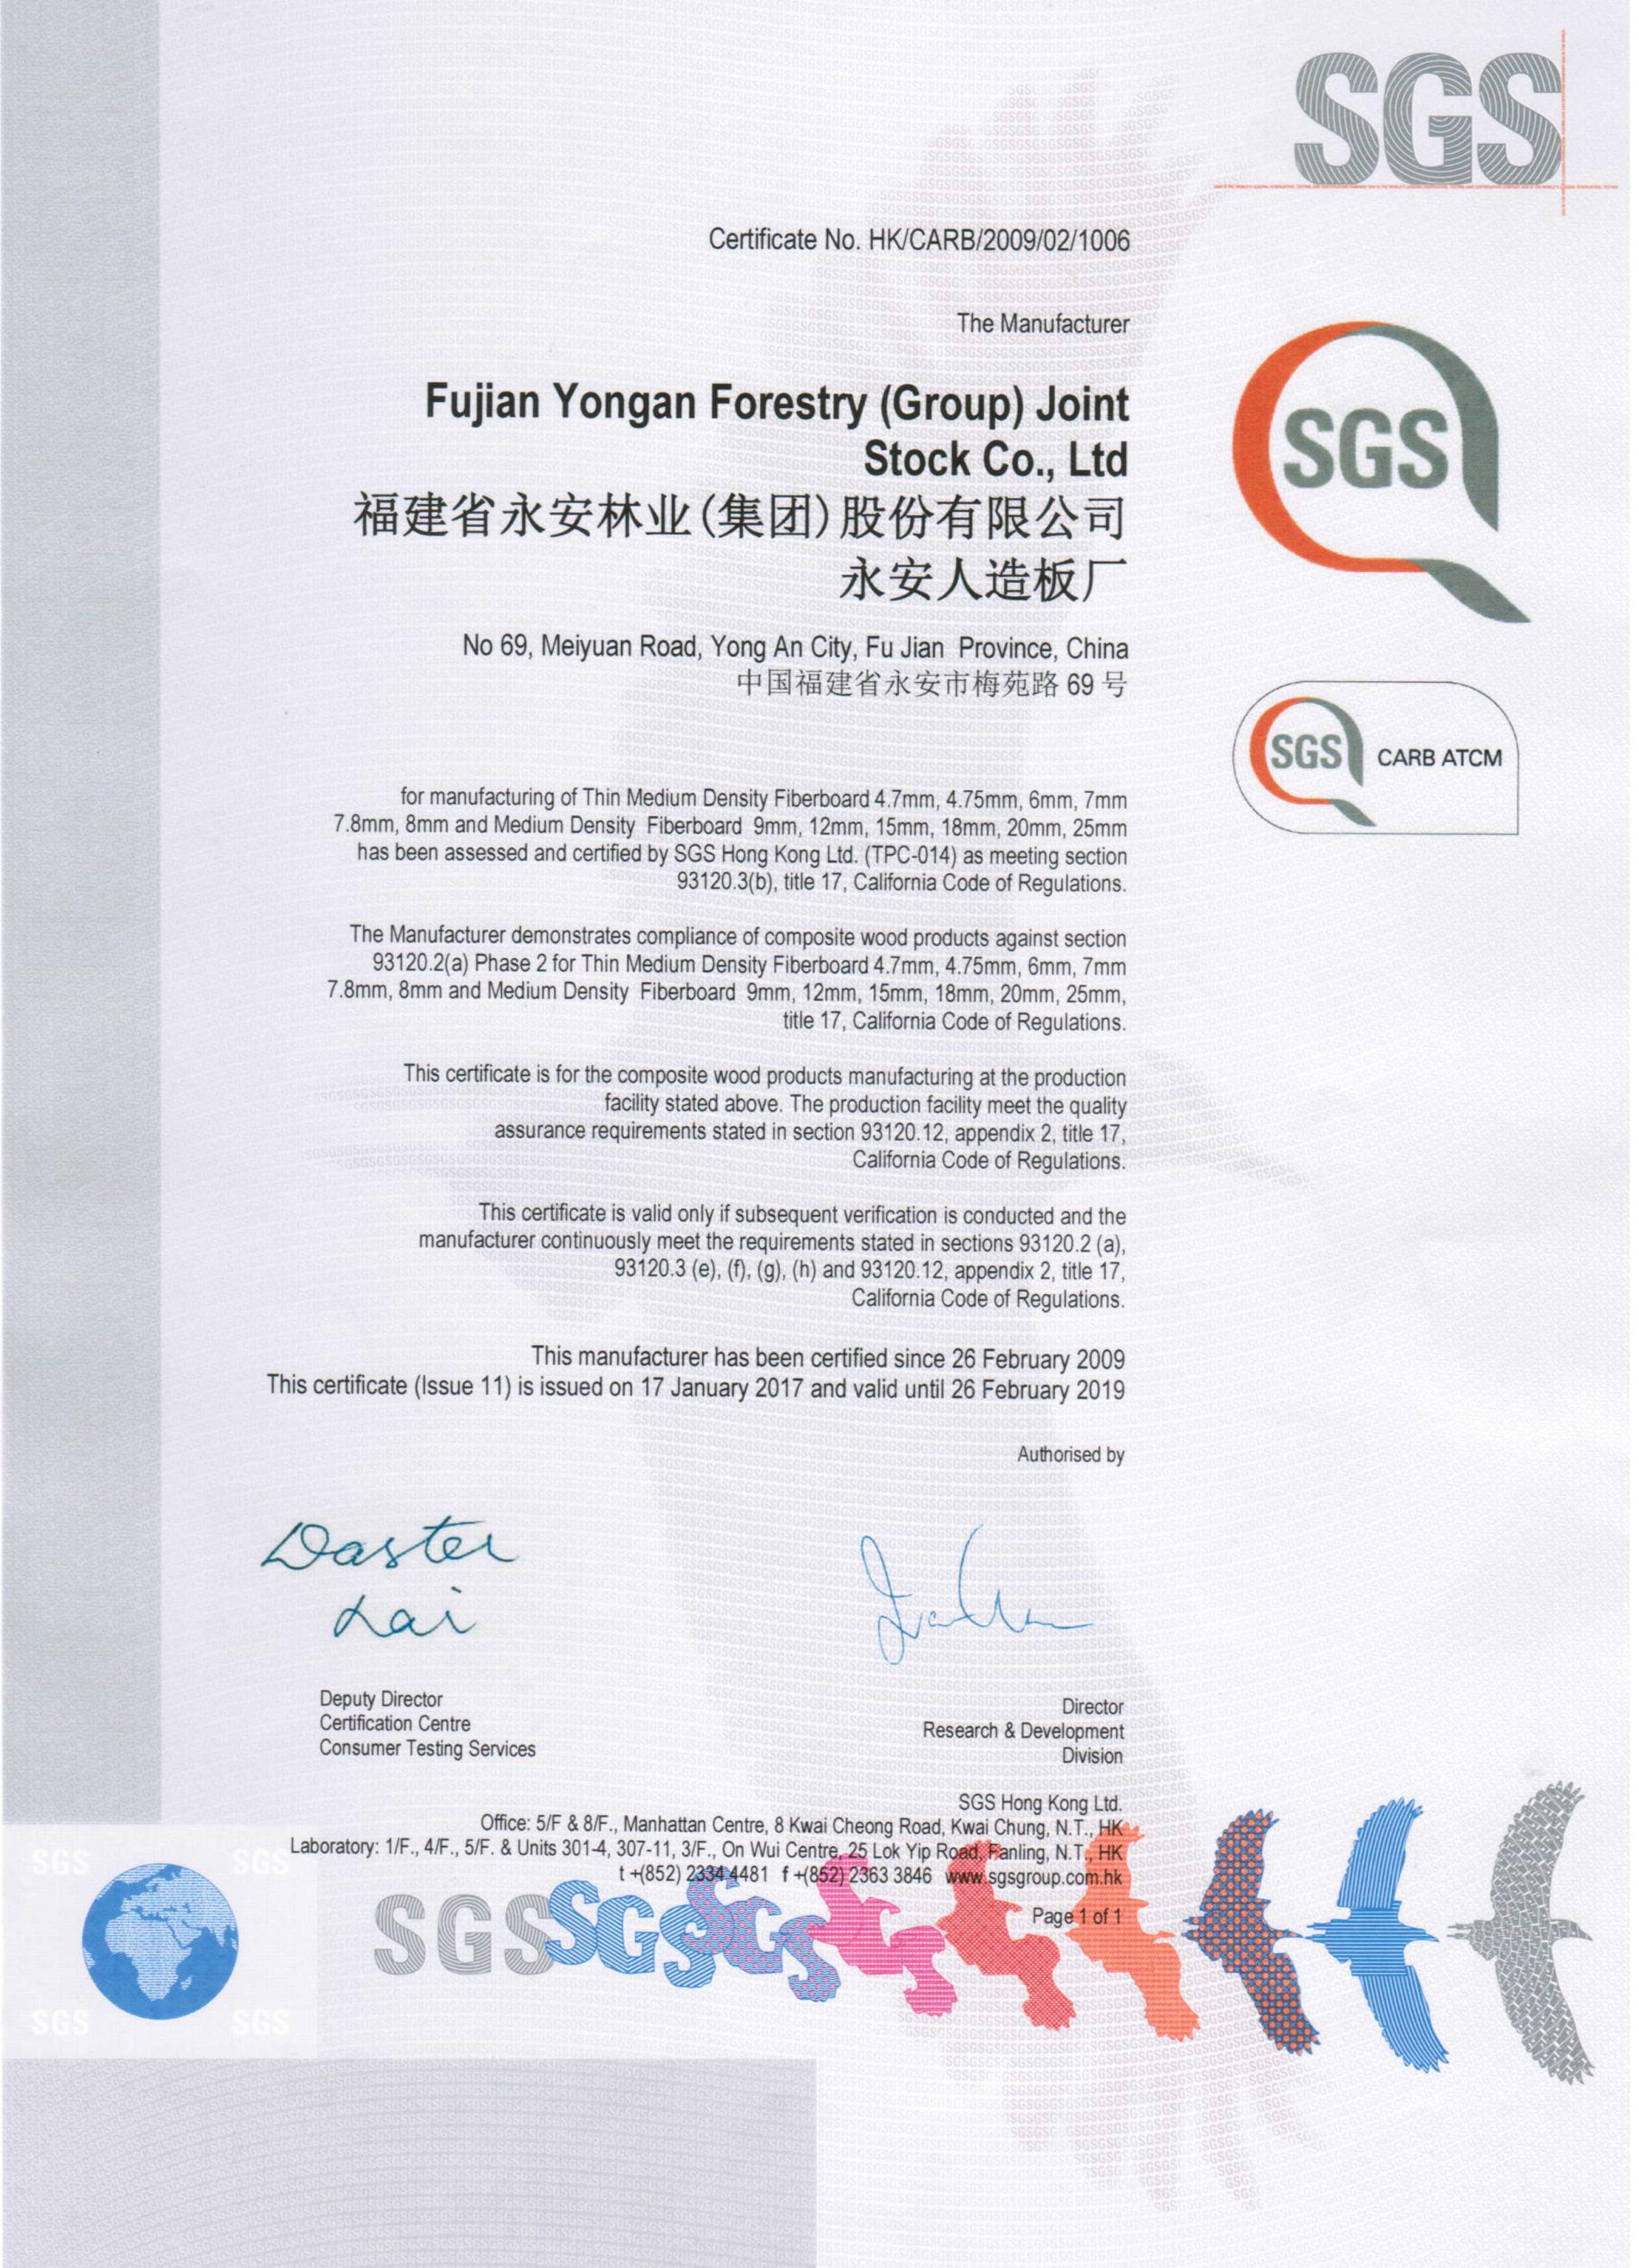 SGS
Certificate No. HK/CARB/2009/02/1006
The Manufacturer
Fujian Yongan Forestry (Group) Joint
Stock Co., Ltd
福建省永安林业(集团)股份有限公司
永安人造板厂
SGS
No 69, Meiyuan Road, Yong An City, Fu Jian Province, China
中国福建省永安市梅苑路 69 号
SGS CARB ATCM
for manufacturing of Thin Medium Density Fiberboard 4.7mm, 4.75mm, 6mm, 7mm
7.8mm, 8mm and Medium Density Fiberboard 9mm, 12mm, 15mm, 18mm, 20mm, 25mm
has been assessed and certified by SGS Hong Kong Ltd. (TPC-014) as meeting section
93120.3(b), title 17, California Code of Regulations.
The Manufacturer demonstrates compliance of composite wood products against section
93120.2(a) Phase 2 for Thin Medium Density Fiberboard 4.7mm, 4.75mm, 6mm, 7mm
7.8mm, 8mm and Medium Density Fiberboard 9mm, 12mm, 15mm, 18mm, 20mm, 25mm,
title 17, California Code of Regulations.
This certificate is for the composite wood products manufacturing at the production
facility stated above. The production facility meet the quality
assurance requirements stated in section 93120.12, appendix 2, title 17,
California Code of Regulations.
This certificate is valid only if subsequent verification is conducted and the
manufacturer continuously meet the requirements stated in sections 93120.2 (a),
93120.3 (e), (f), (g), (h) and 93120.12, appendix 2, title 17,
California Code of Regulations.
This manufacturer has been certified since 26 February 2009
This certificate (Issue 11) is issued on 17 January 2017 and valid until 26 February 2019
Authorised by
Daster
Lai
Deputy Director
Certification Centre
Consumer Testing Services
Director
Research & Development
Division
SGS Hong Kong Ltd.
Office: 5/F & 8/F., Manhattan Centre, 8 Kwai Cheong Road, Kwai Chung, N.T., HK
Laboratory: 1/F., 4/F., 5/F. & Units 301-4, 307-11, 3/F., On Wui Centre, 25 Lok Yip Road, Fanling, N.T., HK
t +(852) 2334 4481 f +(852) 2363 3846 www.sgsgroup.com.hk
Page 1 of 1
SGS SGS
SGS SGS SGS
SGS SGS